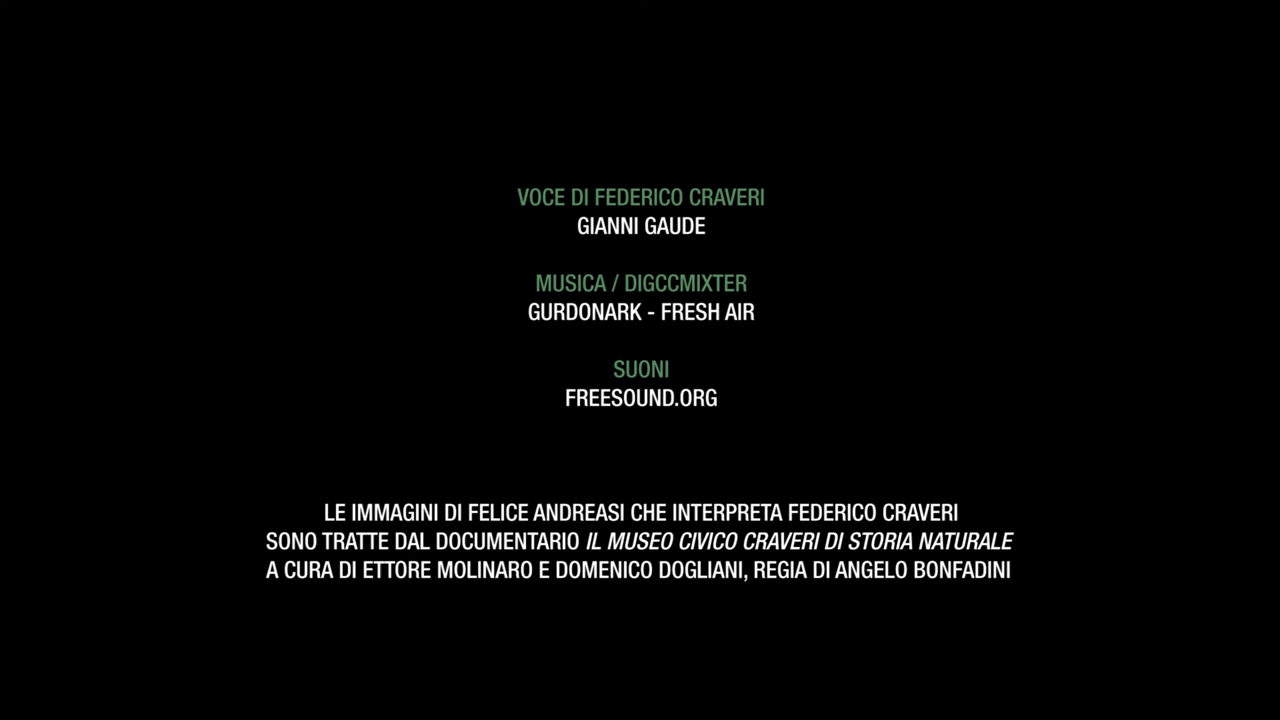 VOCE DI FEDERICO CRAVERI
GIANNI GAUDE
MUSICA / DIGCCMIXTER
GURDONARK - FRESH AIR
SUONI
FREESOUND.ORG
LE IMMAGINI DI FELICE ANDREASI CHE INTERPRETA FEDERICO CRAVERI
SONO TRATTE DAL DOCUMENTARIO IL MUSEO CIVICO CRAVERI DI STORIA NATURALE
A CURA DI ETTORE MOLINARO E DOMENICO DOGLIANI, REGIA DI ANGELO BONFADINI